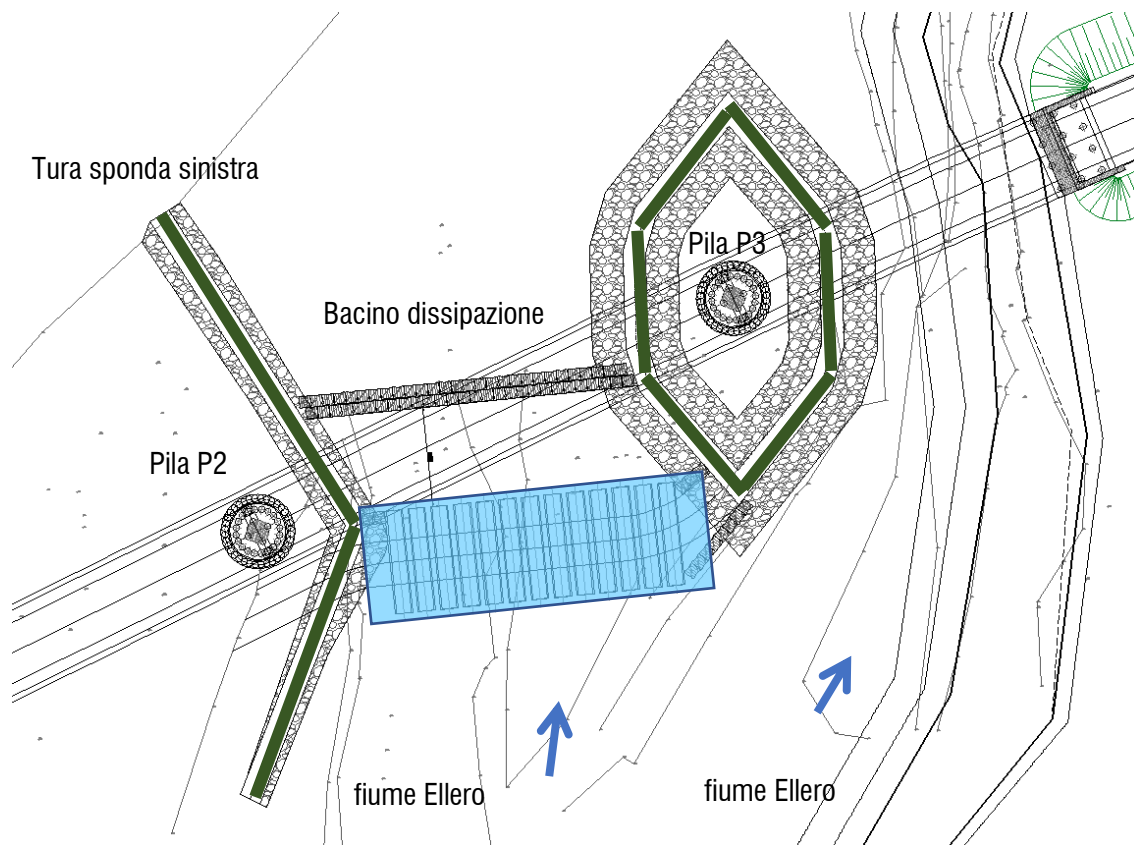 Tura sponda sinistra
Pila P3
Bacino dissipazione
Pila P2
fiume Ellero
fiume Ellero